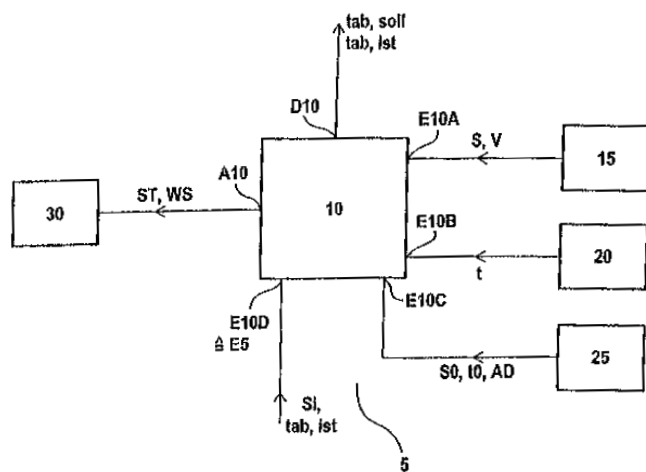 tab, soll
tab, ist
D10
E10A
S, V
15
A10
ST, WS
30
10
E10B
t
20
E10C
E10D
≙ E5
S0, t0, AD
25
Si,
tab, ist
5